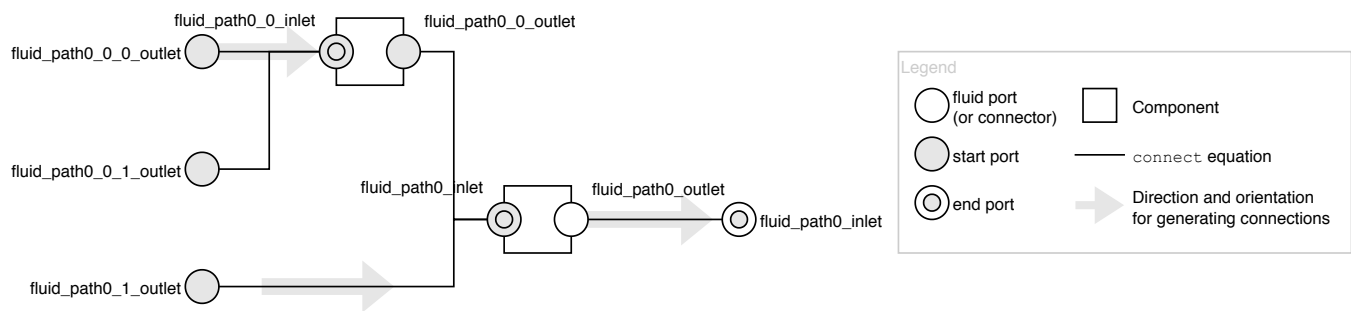 fluid_path0_0_inlet
fluid_path0_0_outlet
fluid_path0_0_0_outlet
fluid_path0_0_1_outlet
fluid_path0_inlet
fluid_path0_outlet
fluid_path0_inlet
fluid_path0_1_outlet
Legend
fluid port
(or connector)
Component
start port
connect equation
end port
Direction and orientation
for generating connections